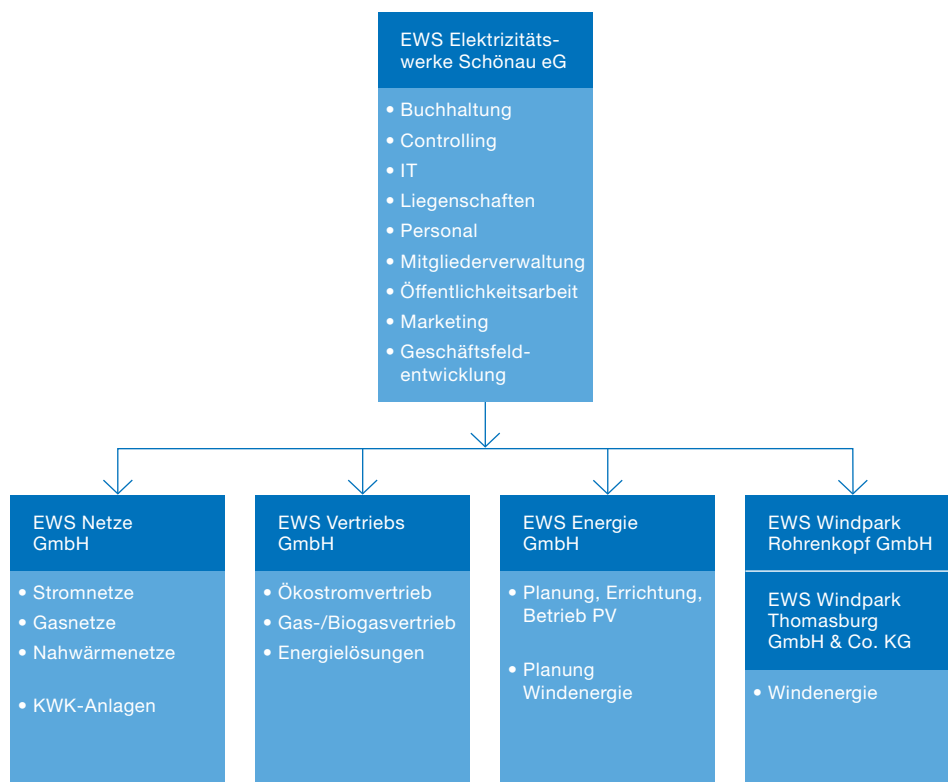 EWS Elektrizitäts-
werke Schönau eG
• Buchhaltung
• Controlling
• IT
• Liegenschaften
• Personal
• Mitgliederverwaltung
• Öffentlichkeitsarbeit
• Marketing
• Geschäftsfeld-
entwicklung
EWS Netze
GmbH
• Stromnetze
• Gasnetze
• Nahwärmenetze
• KWK-Anlagen
EWS Vertriebs
GmbH
• Ökostromvertrieb
• Gas-/Biogasvertrieb
• Energielösungen
EWS Energie
GmbH
• Planung, Errichtung,
Betrieb PV
• Planung
Windenergie
EWS Windpark
Rohrenkopf GmbH
EWS Windpark
Thomasburg
GmbH & Co. KG
• Windenergie